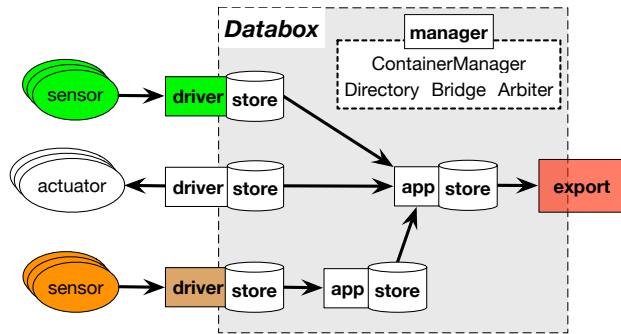 Databox
manager
ContainerManager
Directory Bridge Arbiter
sensor
driver
store
actuator
driver
store
app
store
export
sensor
driver
store
app
store